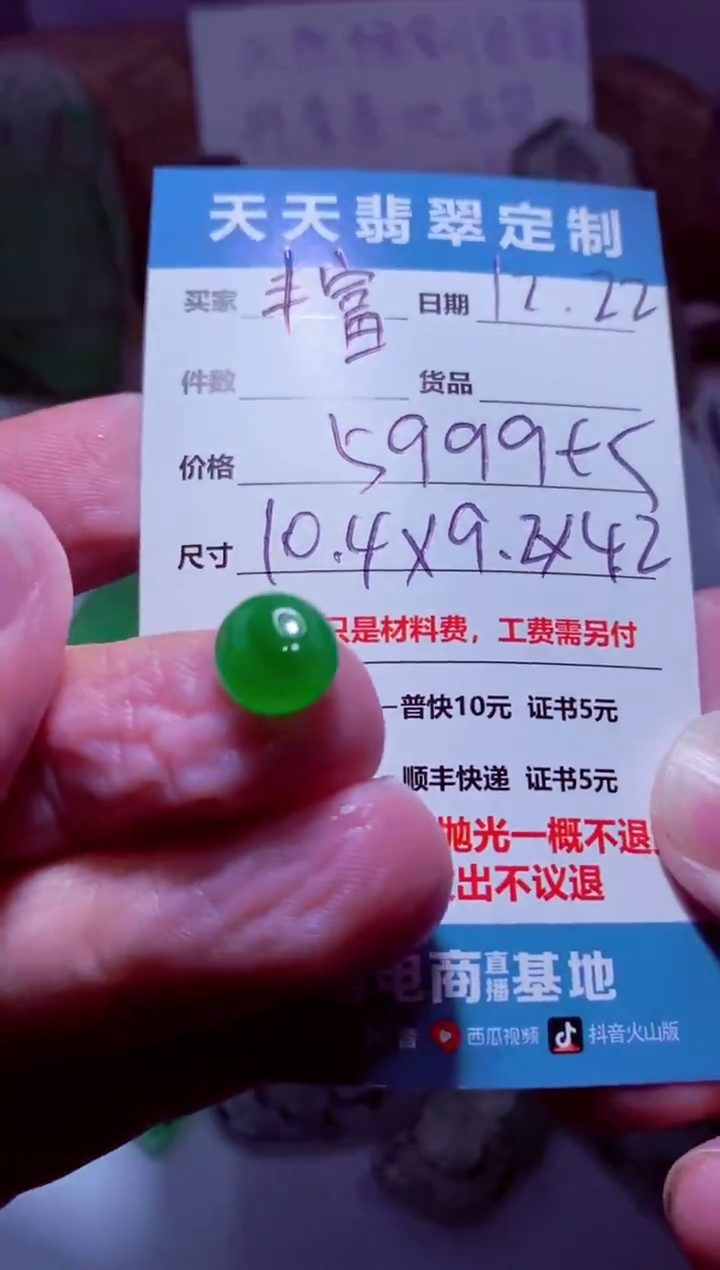 天天翡翠定制
买家 丰富 日期 12.22
件数 货品
价格 5999+5
尺寸 10.4X9.2X42
只是材料费，工费需另付
普快10元 证书5元
顺丰快递 证书5元
抛光一概不退
出不议退
电商直播基地
音 西瓜视频 抖音火山版